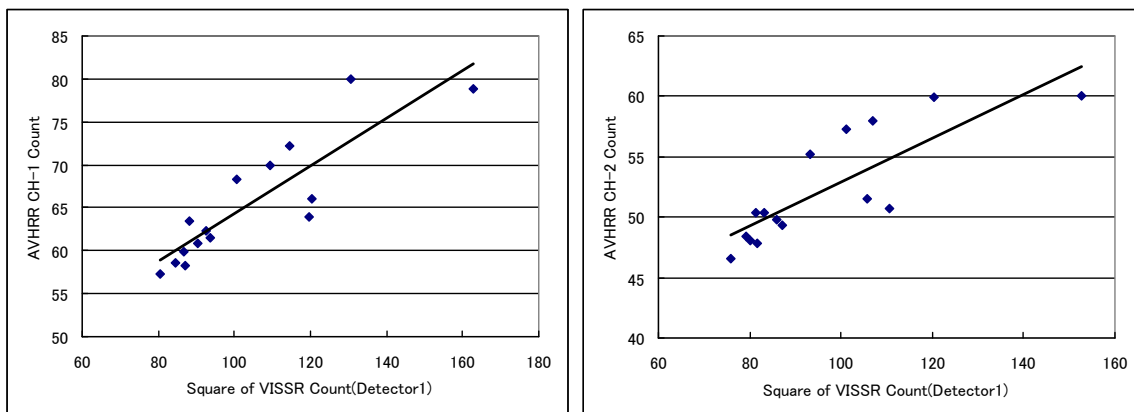 AVHRR CH-1 Count
85
80
75
70
65
60
55
50
60 80 100 120 140 160 180
Square of VISSR Count(Detector1)
AVHRR CH-2 Count
65
60
55
50
45
40
60 80 100 120 140 160
Square of VISSR Count(Detector1)